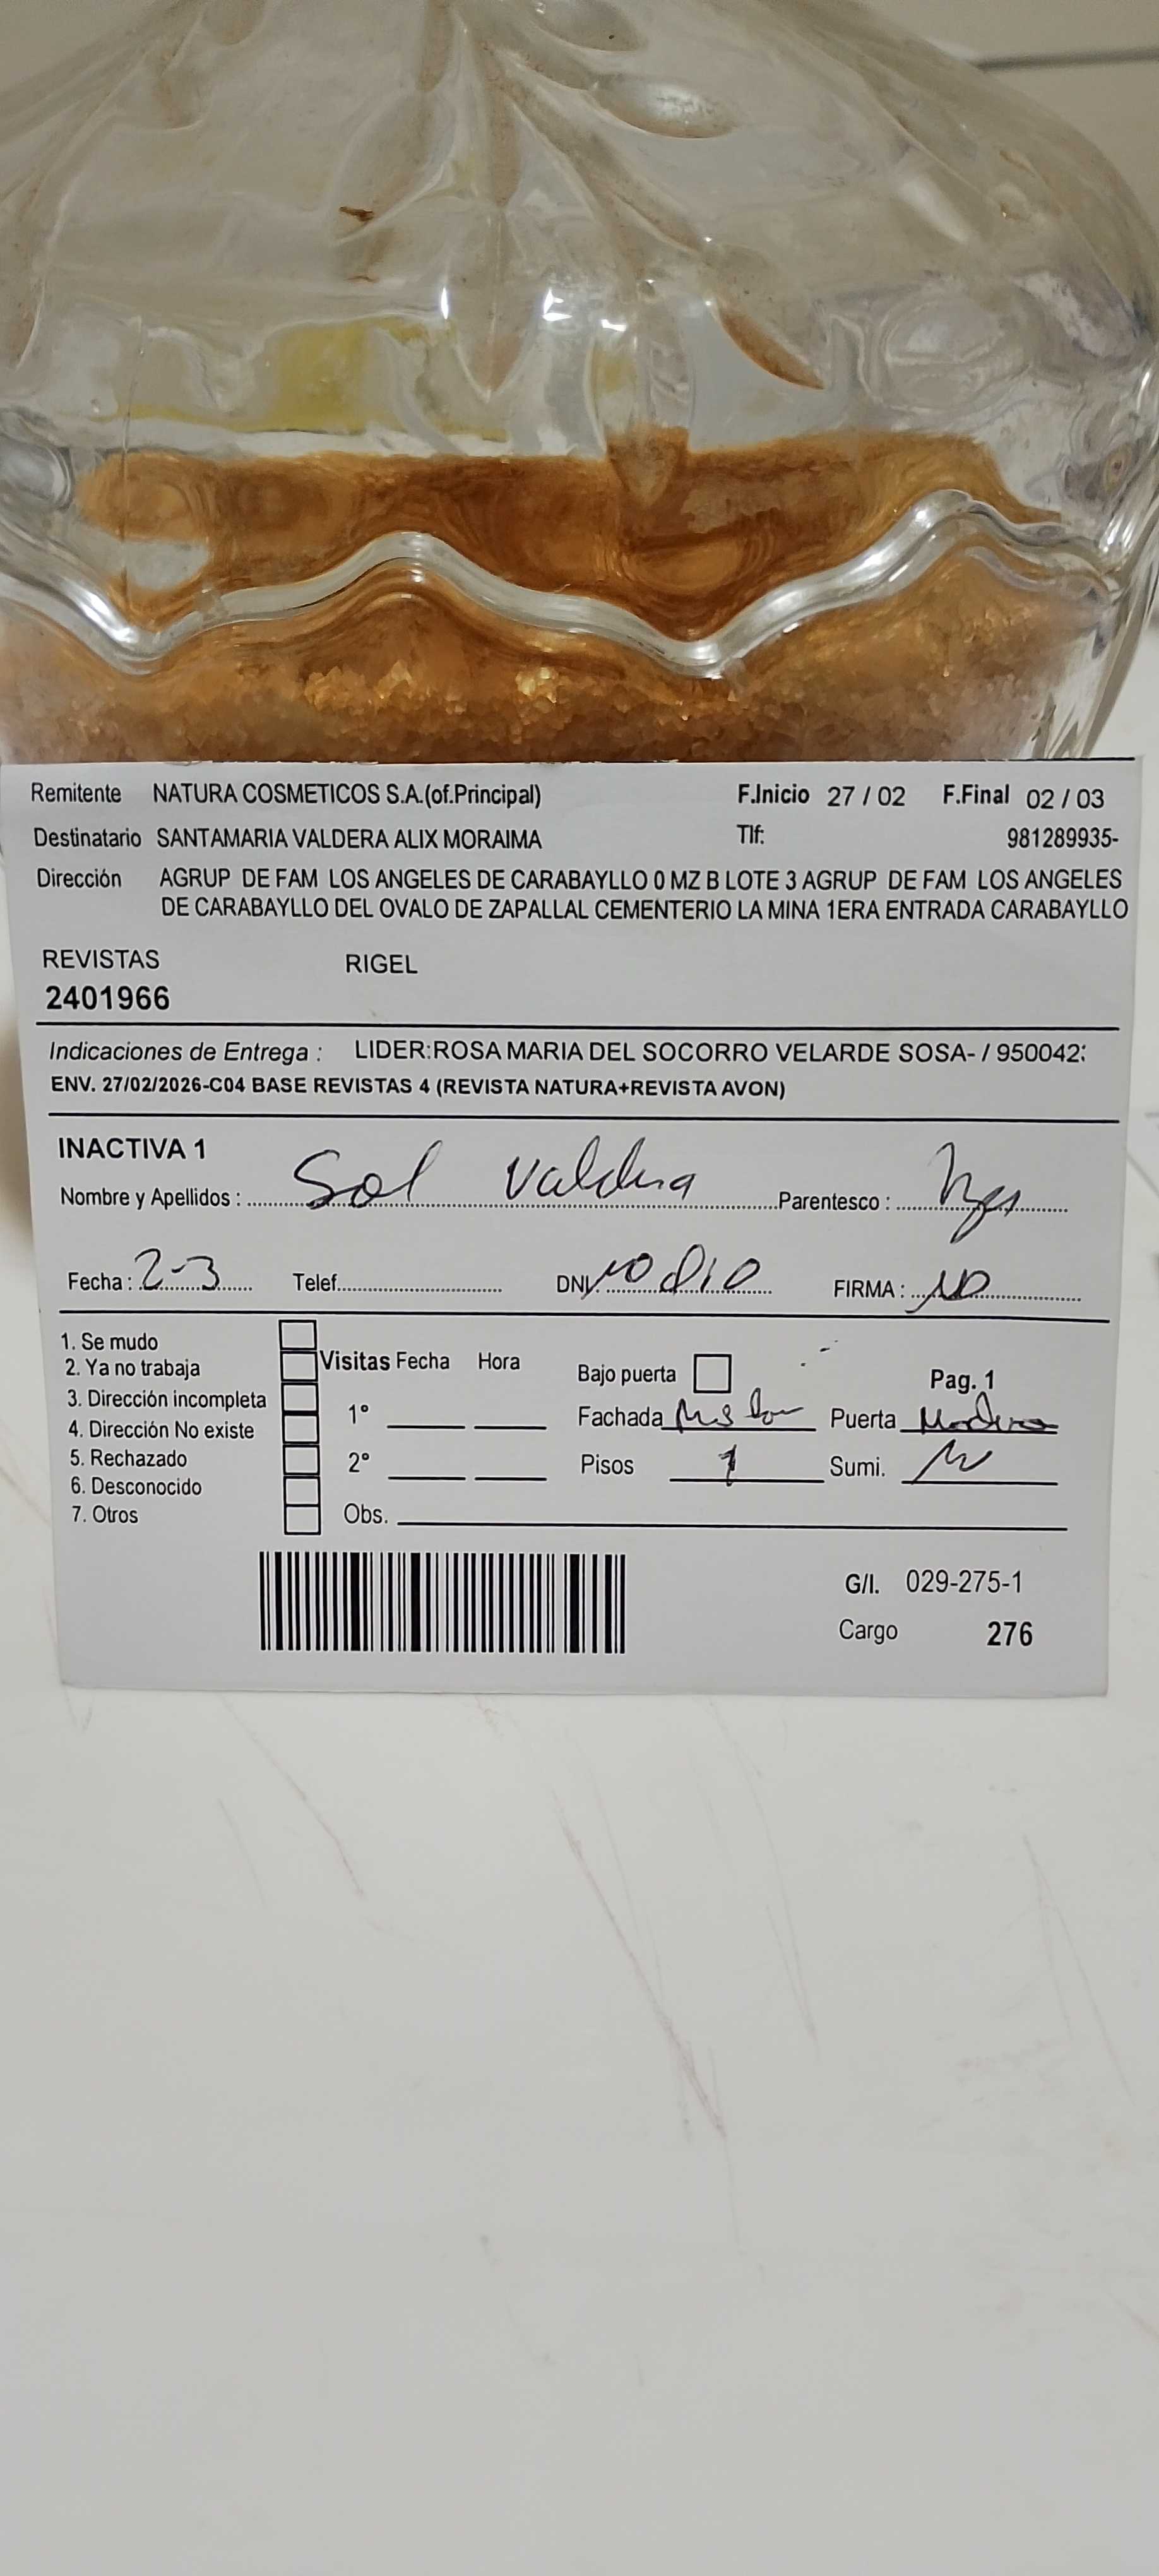 Remitente NATURA COSMETICOS S.A.(of.Principal) F.Inicio 27 / 02 F.Final 02 / 03
Destinatario SANTAMARIA VALDERA ALIX MORAIMA Tlf: 981289935-
Dirección AGRUP DE FAM LOS ANGELES DE CARABAYLLO 0 MZ B LOTE 3 AGRUP DE FAM LOS ANGELES
DE CARABAYLLO DEL OVALO DE ZAPALLAL CEMENTERIO LA MINA 1ERA ENTRADA CARABAYLLO
REVISTAS RIGEL
2401966
Indicaciones de Entrega : LIDER:ROSA MARIA DEL SOCORRO VELARDE SOSA- / 950042
ENV. 27/02/2026-C04 BASE REVISTAS 4 (REVISTA NATURA+REVISTA AVON)
INACTIVA 1
Nombre y Apellidos : Sol Valdera Parentesco :
Fecha : 2-3 Telef. DNI. NO dio FIRMA : NO
1. Se mudo
2. Ya no trabaja Visitas Fecha Hora Bajo puerta Pag. 1
3. Dirección incompleta 1° Fachada Puerta Madera
4. Dirección No existe
5. Rechazado 2° Pisos 1 Sumi.
6. Desconocido
7. Otros Obs.
G/I. 029-275-1
Cargo 276